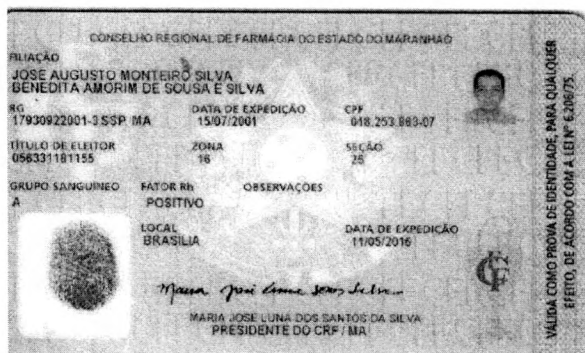 CONSELHO REGIONAL DE FARMÁCIA DO ESTADO DO MARANHÃO
FILIAÇÃO
JOSE AUGUSTO MONTEIRO SILVA
BENEDITA AMORIM DE SOUSA E SILVA
RG DATA DE EXPEDIÇÃO CPF
17930922001-3 SSP MA 15/07/2001 018.253.983-07
TÍTULO DE ELEITOR ZONA SEÇÃO
056331181155 16 25
GRUPO SANGUÍNEO FATOR Rh OBSERVAÇÕES
A POSITIVO
LOCAL DATA DE EXPEDIÇÃO
BRASILIA 11/05/2016
MARIA JOSE LUNA DOS SANTOS DA SILVA
PRESIDENTE DO CRF / MA
VÁLIDA COMO PROVA DE IDENTIDADE, PARA QUALQUER
EFEITO, DE ACORDO COM A LEI Nº 6.206/75.